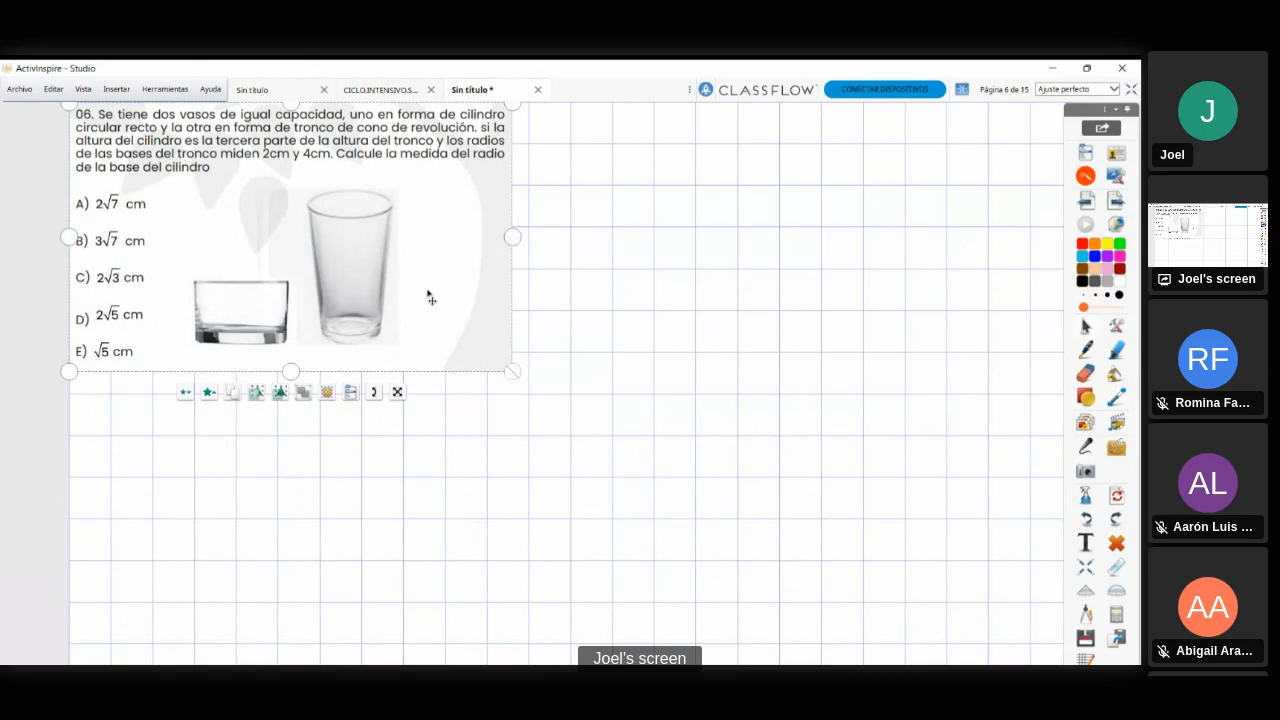 ActivInspire - Studio
Archivo Editar Vista Insertar Herramientas Ayuda
Sin título
CICLO.INTENSIVO.S...
Sin título *
CLASSFLOW
CONECTAR DISPOSITIVOS
Página 6 de 15
Ajuste perfecto
06. Se tiene dos vasos de igual capacidad, uno en forma de cilindro
circular recto y la otra en forma de tronco de cono de revolución. si la
altura del cilindro es la tercera parte de la altura del tronco y los radios
de las bases del tronco miden 2cm y 4cm. Calcule la medida del radio
de la base del cilindro
A) 2√7 cm
B) 3√7 cm
C) 2√3 cm
D) 2√5 cm
E) √5 cm
T
Joel's screen
J
Joel
Joel's screen
RF
Romina Fa...
AL
Aarón Luis ...
AA
Abigail Ara...